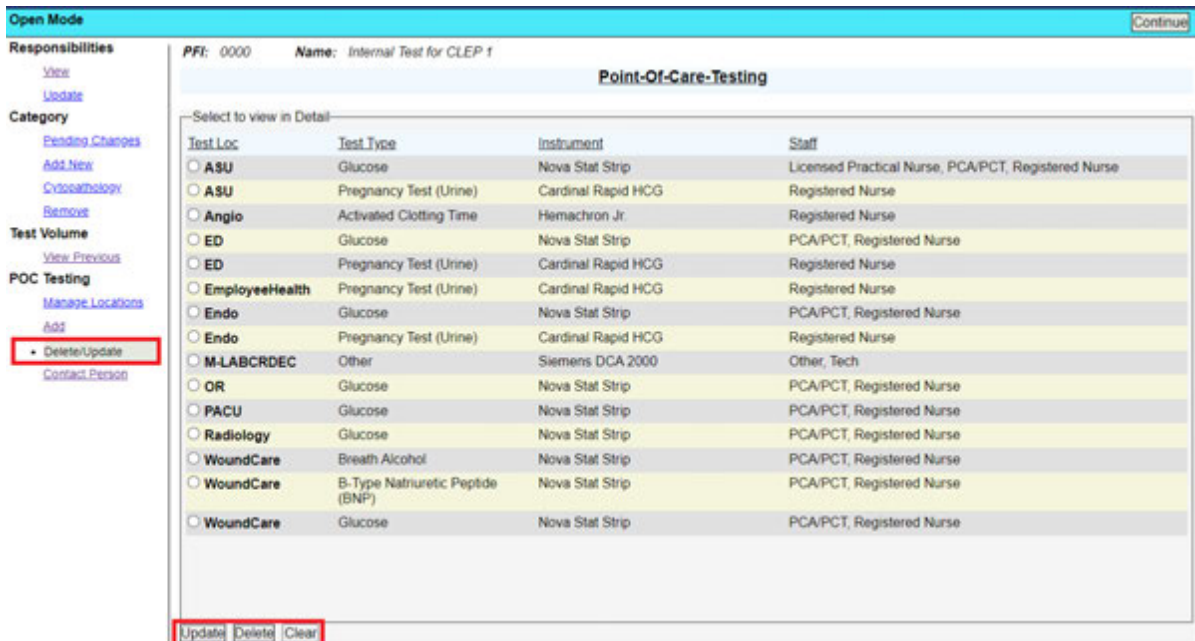 Open Mode
Continue
Responsibilities
View
Update
Category
Pending Changes
Add New
Cytopathology
Remove
Test Volume
View Previous
POC Testing
Manage Locations
Add
• Delete/Update
Contact Person
PFI: 0000 Name: Internal Test for CLEP 1
Point-Of-Care-Testing
Select to view in Detail
Test Loc Test Type Instrument Staff
ASU Glucose Nova Stat Strip Licensed Practical Nurse, PCA/PCT, Registered Nurse
ASU Pregnancy Test (Urine) Cardinal Rapid HCG Registered Nurse
Angio Activated Clotting Time Hemachron Jr. Registered Nurse
ED Glucose Nova Stat Strip PCA/PCT, Registered Nurse
ED Pregnancy Test (Urine) Cardinal Rapid HCG Registered Nurse
EmployeeHealth Pregnancy Test (Urine) Cardinal Rapid HCG Registered Nurse
Endo Glucose Nova Stat Strip PCA/PCT, Registered Nurse
Endo Pregnancy Test (Urine) Cardinal Rapid HCG Registered Nurse
M-LABCRDEC Other Siemens DCA 2000 Other, Tech
OR Glucose Nova Stat Strip PCA/PCT, Registered Nurse
PACU Glucose Nova Stat Strip PCA/PCT, Registered Nurse
Radiology Glucose Nova Stat Strip PCA/PCT, Registered Nurse
WoundCare Breath Alcohol Nova Stat Strip PCA/PCT, Registered Nurse
WoundCare B-Type Natriuretic Peptide Nova Stat Strip PCA/PCT, Registered Nurse
(BNP)
WoundCare Glucose Nova Stat Strip PCA/PCT, Registered Nurse
Update Delete Clear